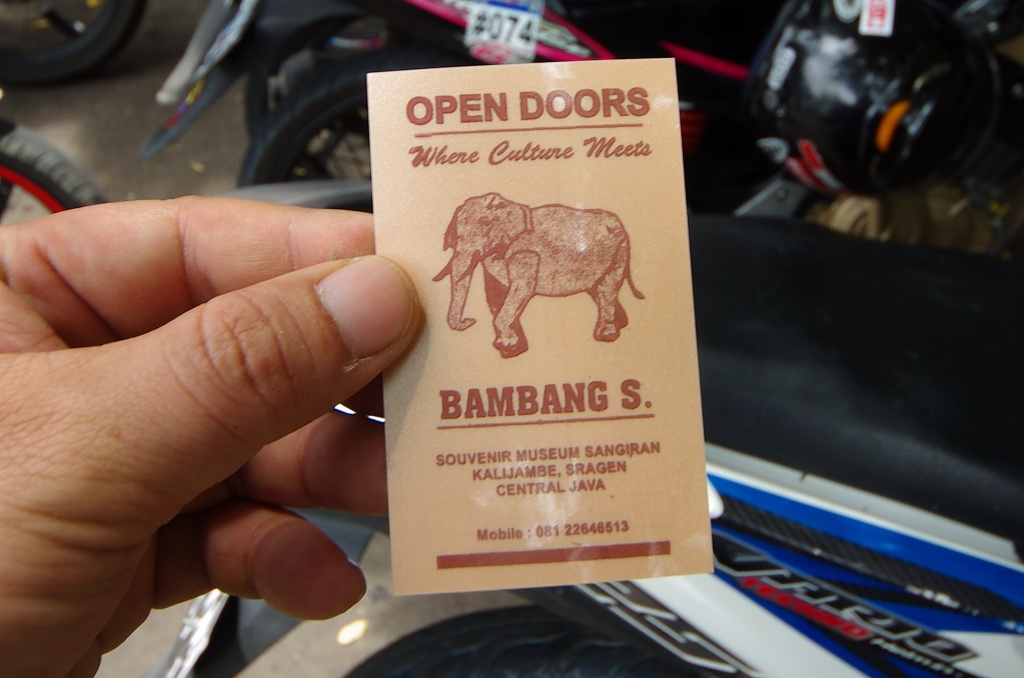 #074
OPEN DOORS
Where Culture Meets
BAMBANG S.
SOUVENIR MUSEUM SANGIRAN
KALIJAMBE, SRAGEN
CENTRAL JAVA
Mobile : 081 22646513